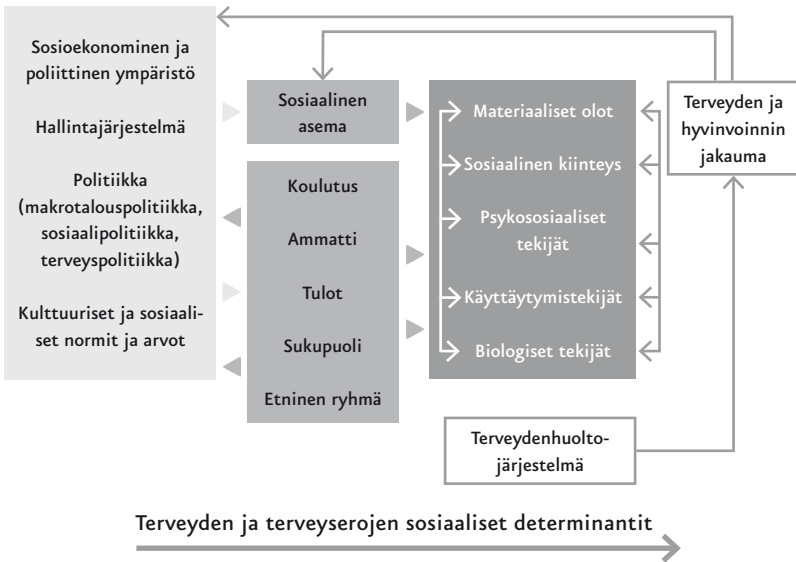 Sosioekonominen ja
poliittinen ympäristö
Hallintajärjestelmä
Politiikka
(makrotalouspolitiikka,
sosiaalipolitiikka,
terveyspolitiikka)
Kulttuuriset ja sosiaali-
set normit ja arvot
Sosiaalinen
asema
Koulutus
Ammatti
Tulot
Sukupuoli
Etninen ryhmä
Materiaaliset olot
Sosiaalinen kiinteys
Psykososiaaliset
tekijät
Käyttäytymistekijät
Biologiset tekijät
Terveyden ja
hyvinvoinnin
jakauma
Terveydenhuolto-
järjestelmä
Terveyden ja terveyserojen sosiaaliset determinantit